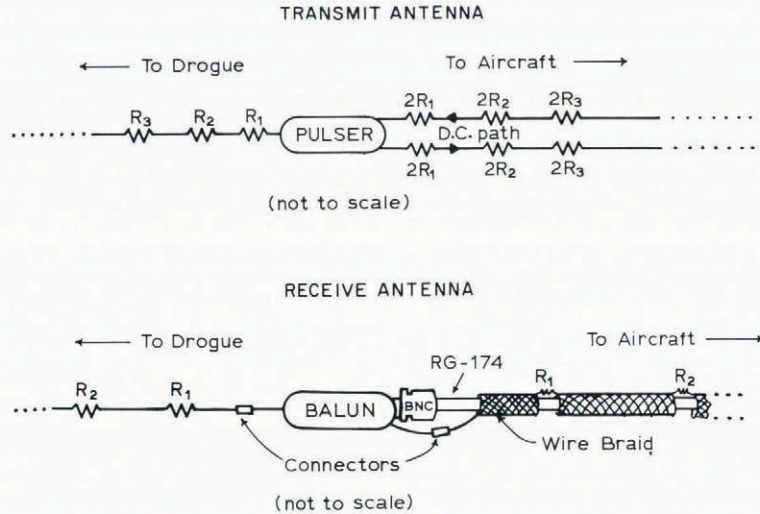 TRANSMIT ANTENNA
← To Drogue
To Aircraft →
R3 R2 R1 PULSER 2R1 2R2 2R3
D.C. path
2R1 2R2 2R3
(not to scale)
RECEIVE ANTENNA
← To Drogue
To Aircraft →
RG-174
R2 R1 BALUN BNC R1 R2
Wire Braid
Connectors
(not to scale)